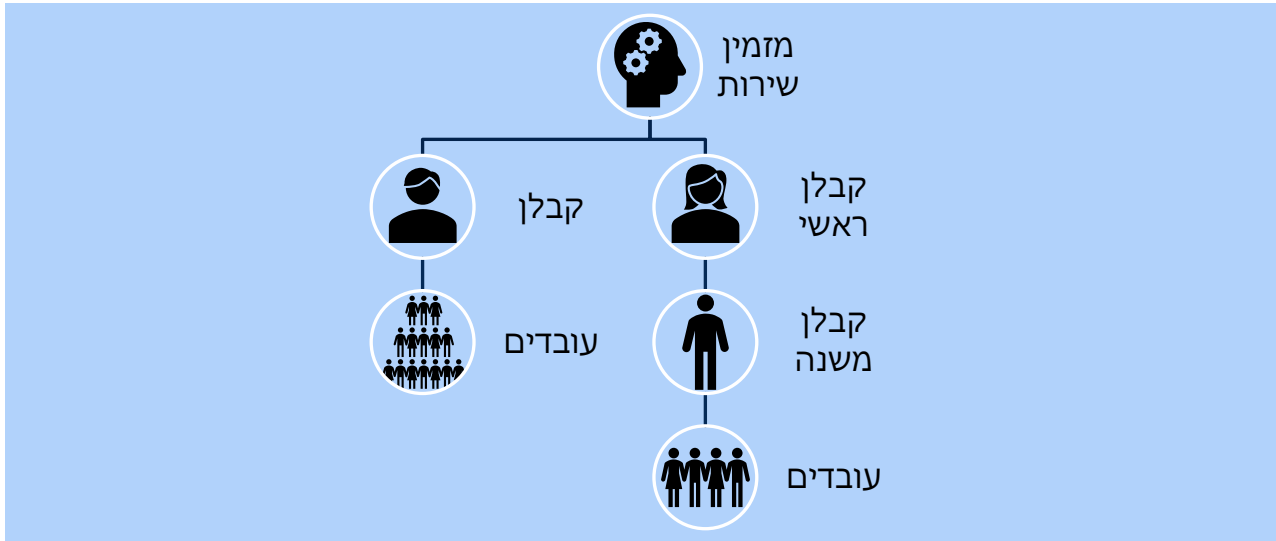 מזמין
שירות
קבלן
ראשי
קבלן
קבלן
משנה
עובדים
עובדים